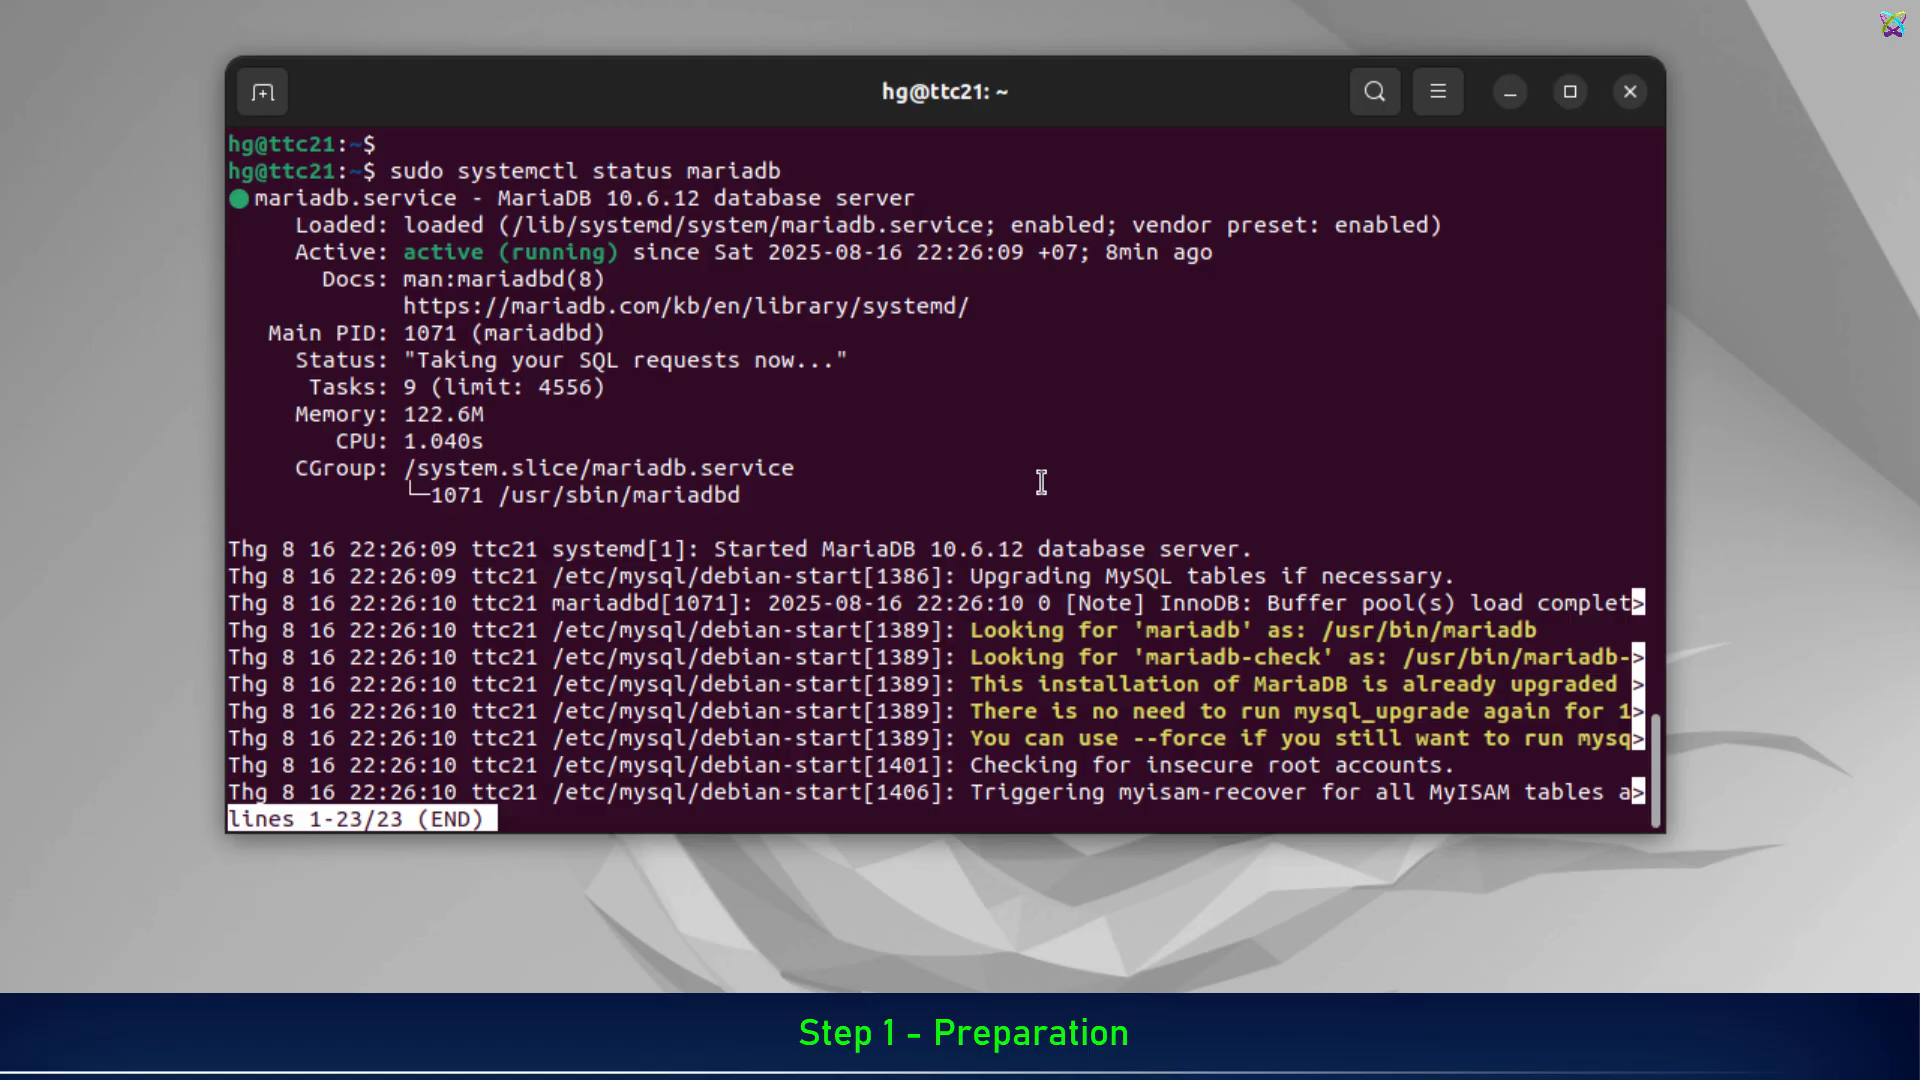 hg@ttc21: ~
hg@ttc21:~$
hg@ttc21:~$ sudo systemctl status mariadb
mariadb.service - MariaDB 10.6.12 database server
Loaded: loaded (/lib/systemd/system/mariadb.service; enabled; vendor preset: enabled)
Active: active (running) since Sat 2025-08-16 22:26:09 +07; 8min ago
Docs: man:mariadbd(8)
https://mariadb.com/kb/en/library/systemd/
Main PID: 1071 (mariadbd)
Status: "Taking your SQL requests now..."
Tasks: 9 (limit: 4556)
Memory: 122.6M
CPU: 1.040s
CGroup: /system.slice/mariadb.service
└─1071 /usr/sbin/mariadbd
Thg 8 16 22:26:09 ttc21 systemd[1]: Started MariaDB 10.6.12 database server.
Thg 8 16 22:26:09 ttc21 /etc/mysql/debian-start[1386]: Upgrading MySQL tables if necessary.
Thg 8 16 22:26:10 ttc21 mariadbd[1071]: 2025-08-16 22:26:10 0 [Note] InnoDB: Buffer pool(s) load complet>
Thg 8 16 22:26:10 ttc21 /etc/mysql/debian-start[1389]: Looking for 'mariadb' as: /usr/bin/mariadb
Thg 8 16 22:26:10 ttc21 /etc/mysql/debian-start[1389]: Looking for 'mariadb-check' as: /usr/bin/mariadb->
Thg 8 16 22:26:10 ttc21 /etc/mysql/debian-start[1389]: This installation of MariaDB is already upgraded >
Thg 8 16 22:26:10 ttc21 /etc/mysql/debian-start[1389]: There is no need to run mysql_upgrade again for 1>
Thg 8 16 22:26:10 ttc21 /etc/mysql/debian-start[1389]: You can use --force if you still want to run mysq>
Thg 8 16 22:26:10 ttc21 /etc/mysql/debian-start[1401]: Checking for insecure root accounts.
Thg 8 16 22:26:10 ttc21 /etc/mysql/debian-start[1406]: Triggering myisam-recover for all MyISAM tables a>
lines 1-23/23 (END)
Step 1 - Preparation